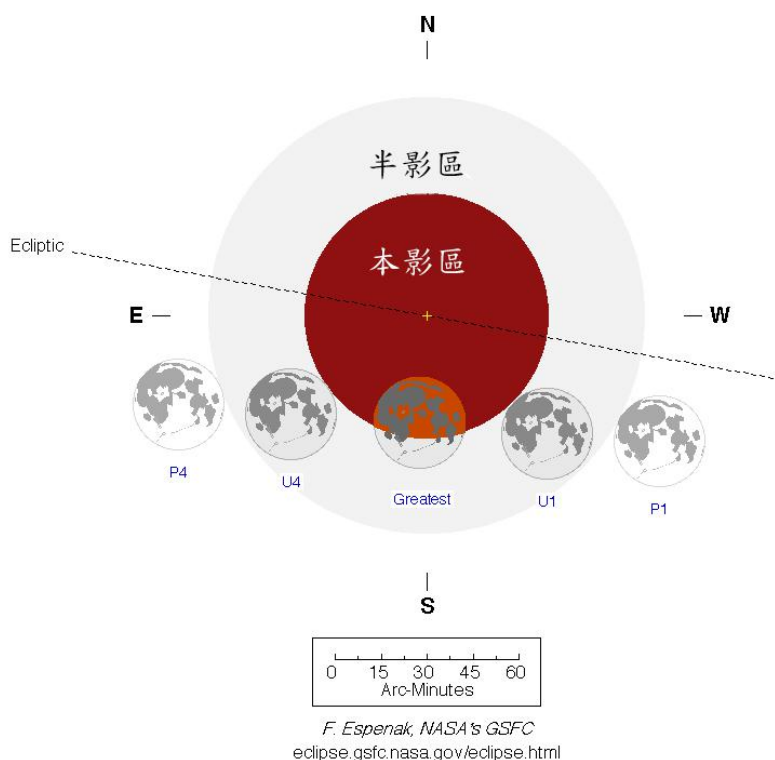 N
半影區
Ecliptic
本影區
E
W
P4
U4
Greatest
U1
P1
S
0 15 30 45 60
Arc-Minutes
F. Espenak, NASA's GSFC
eclipse.gsfc.nasa.gov/eclipse.html